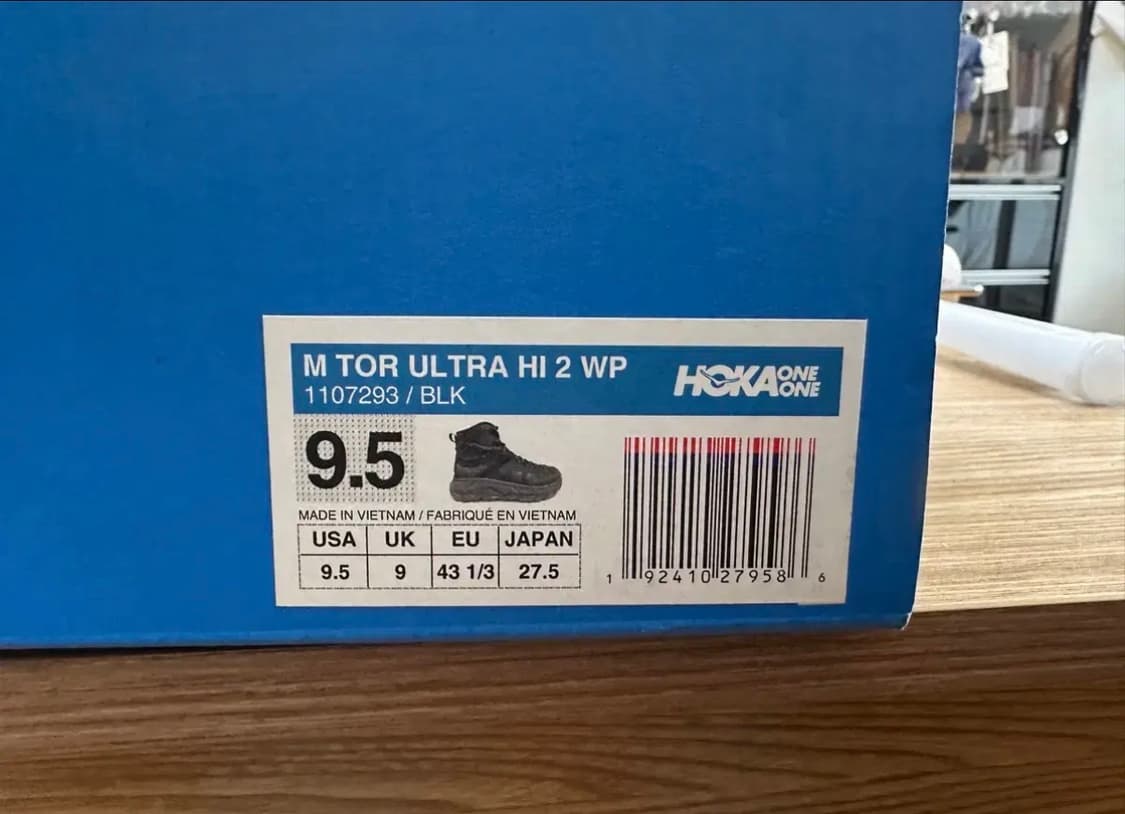 M TOR ULTRA HI 2 WP
1107293 / BLK
HOKA ONE ONE
9.5
MADE IN VIETNAM / FABRIQUÉ EN VIETNAM
USA UK EU JAPAN
9.5 9 43 1/3 27.5
1 92410 27958 6